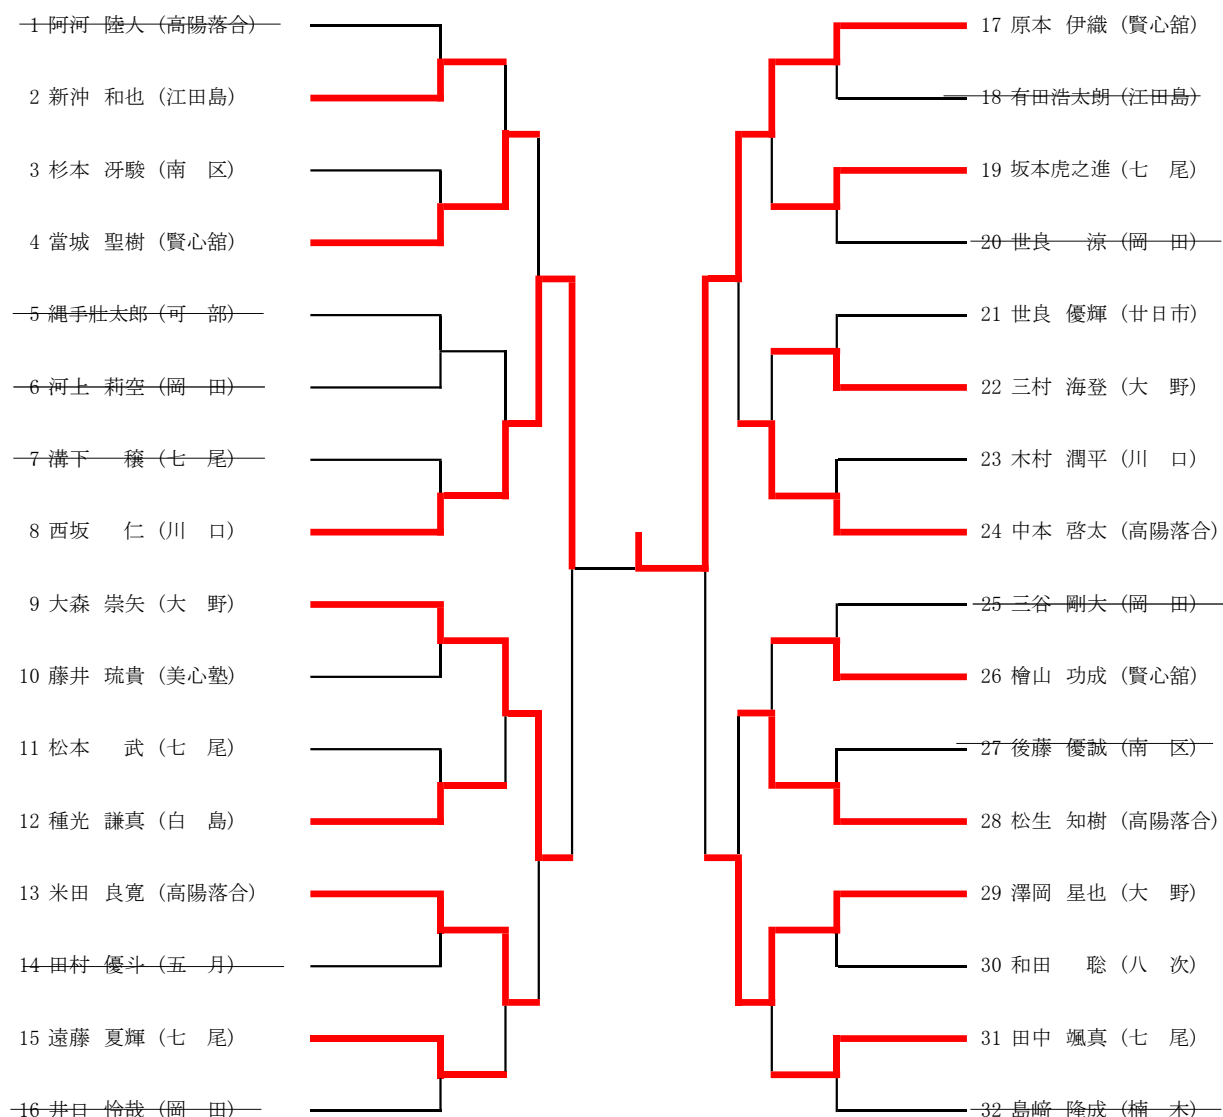 1 阿河　陸人（高陽落合）
2 新沖　和也（江田島）
3 杉本　冴駿（南　区）
4 當城　聖樹（賢心舘）
5 縄手壯太郎（可　部）
6 河上　莉空（岡　田）
7 溝下　　穣（七　尾）
8 西坂　　仁（川　口）
9 大森　崇矢（大　野）
10 藤井　琉貴（美心塾）
11 松本　　武（七　尾）
12 種光　謙真（白　島）
13 米田　良寛（高陽落合）
14 田村　優斗（五　月）
15 遠藤　夏輝（七　尾）
16 井口　怜哉（岡　田）
17 原本　伊織（賢心舘）
18 有田浩太朗（江田島）
19 坂本虎之進（七　尾）
20 世良　　涼（岡　田）
21 世良　優輝（廿日市）
22 三村　海登（大　野）
23 木村　潤平（川　口）
24 中本　啓太（高陽落合）
25 三谷　剛大（岡　田）
26 檜山　功成（賢心舘）
27 後藤　優誠（南　区）
28 松生　知樹（高陽落合）
29 澤岡　星也（大　野）
30 和田　　聡（八　次）
31 田中　颯真（七　尾）
32 島﨑　隆成（楠　木）